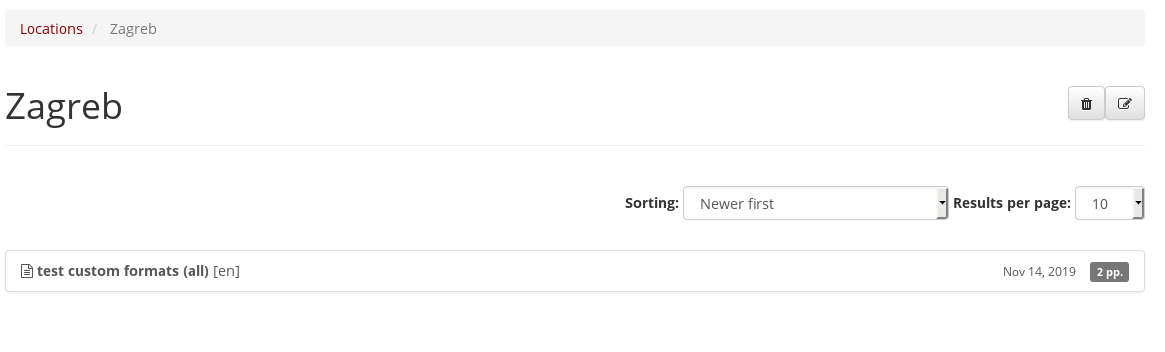 Locations / Zagreb
Zagreb
Sorting: Newer first Results per page: 10
test custom formats (all) [en] Nov 14, 2019 2 pp.